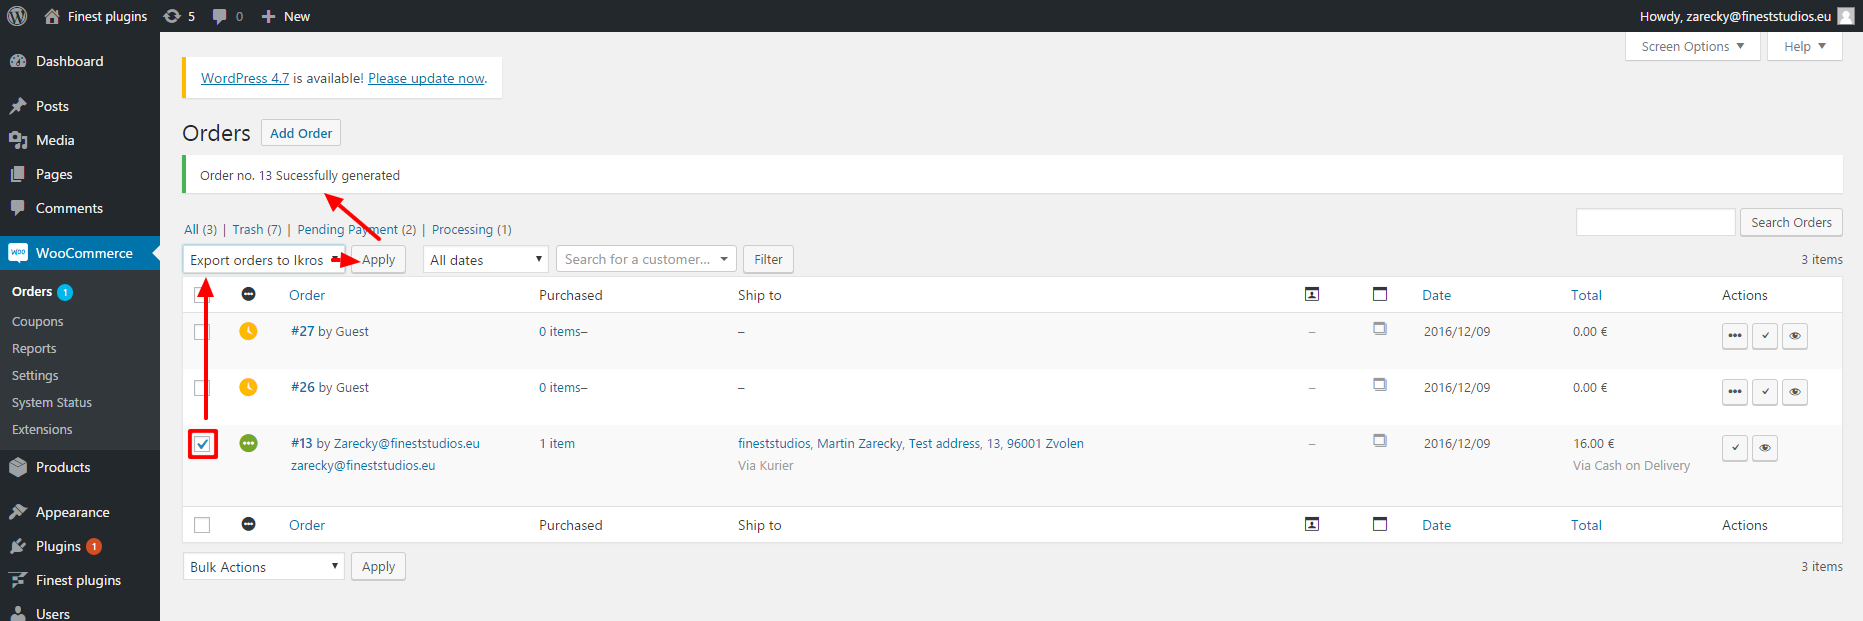 Finest plugins 5 0 New Howdy, zarecky@fineststudios.eu
Screen Options Help
WordPress 4.7 is available! Please update now.
Orders Add Order
Order no. 13 Sucessfully generated
All (3) | Trash (7) | Pending Payment (2) | Processing (1)
Search Orders
Export orders to Ikros Apply All dates Search for a customer... Filter 3 items
Order Purchased Ship to Date Total Actions
#27 by Guest 0 items– – – 2016/12/09 0.00 €
#26 by Guest 0 items– – – 2016/12/09 0.00 €
#13 by Zarecky@fineststudios.eu 1 item fineststudios, Martin Zarecky, Test address, 13, 96001 Zvolen – 2016/12/09 16.00 €
zarecky@fineststudios.eu Via Kurier Via Cash on Delivery
Order Purchased Ship to Date Total Actions
Bulk Actions Apply 3 items
Dashboard
Posts
Media
Pages
Comments
woo WooCommerce
Orders 1
Coupons
Reports
Settings
System Status
Extensions
Products
Appearance
Plugins 1
Finest plugins
Users